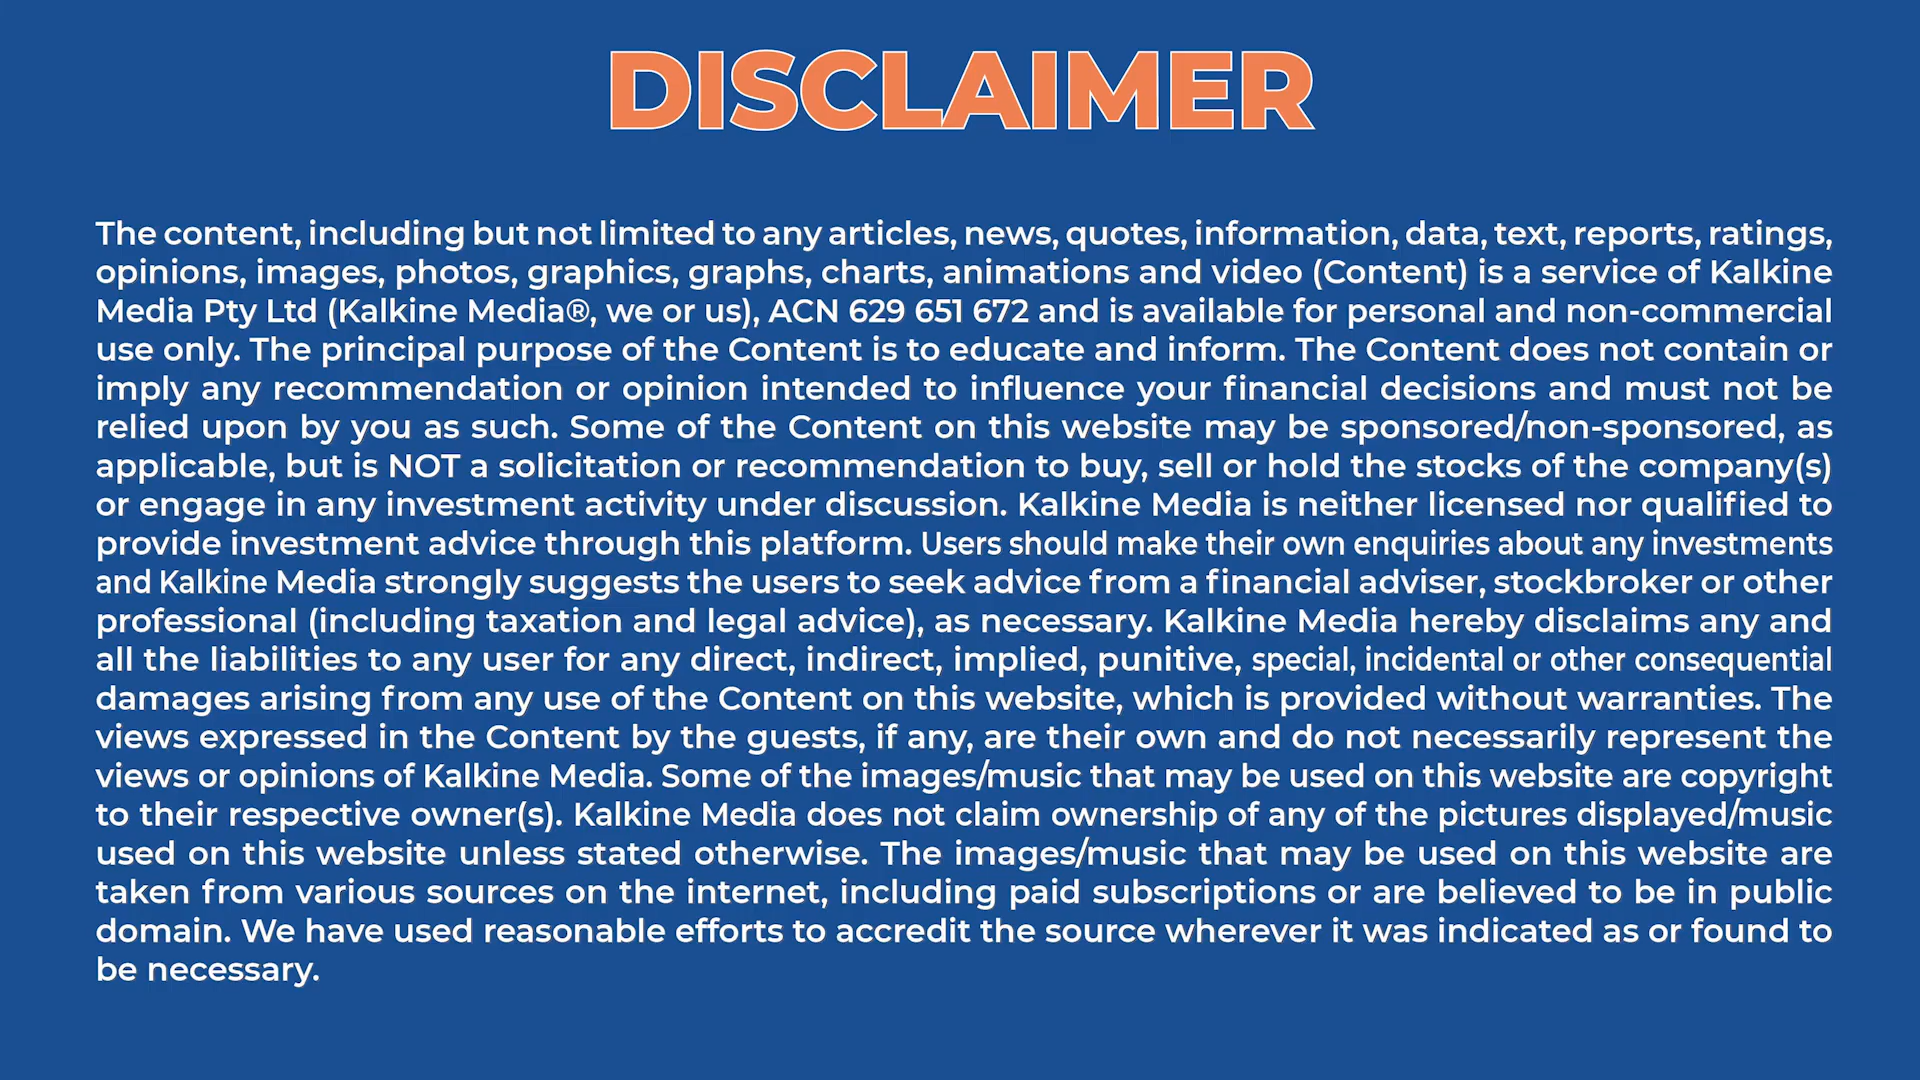 DISCLAIMER
The content, including but not limited to any articles, news, quotes, information, data, text, reports, ratings,
opinions, images, photos, graphics, graphs, charts, animations and video (Content) is a service of Kalkine
Media Pty Ltd (Kalkine Media®, we or us), ACN 629 651 672 and is available for personal and non-commercial
use only. The principal purpose of the Content is to educate and inform. The Content does not contain or
imply any recommendation or opinion intended to influence your financial decisions and must not be
relied upon by you as such. Some of the Content on this website may be sponsored/non-sponsored, as
applicable, but is NOT a solicitation or recommendation to buy, sell or hold the stocks of the company(s)
or engage in any investment activity under discussion. Kalkine Media is neither licensed nor qualified to
provide investment advice through this platform. Users should make their own enquiries about any investments
and Kalkine Media strongly suggests the users to seek advice from a financial adviser, stockbroker or other
professional (including taxation and legal advice), as necessary. Kalkine Media hereby disclaims any and
all the liabilities to any user for any direct, indirect, implied, punitive, special, incidental or other consequential
damages arising from any use of the Content on this website, which is provided without warranties. The
views expressed in the Content by the guests, if any, are their own and do not necessarily represent the
views or opinions of Kalkine Media. Some of the images/music that may be used on this website are copyright
to their respective owner(s). Kalkine Media does not claim ownership of any of the pictures displayed/music
used on this website unless stated otherwise. The images/music that may be used on this website are
taken from various sources on the internet, including paid subscriptions or are believed to be in public
domain. We have used reasonable efforts to accredit the source wherever it was indicated as or found to
be necessary.